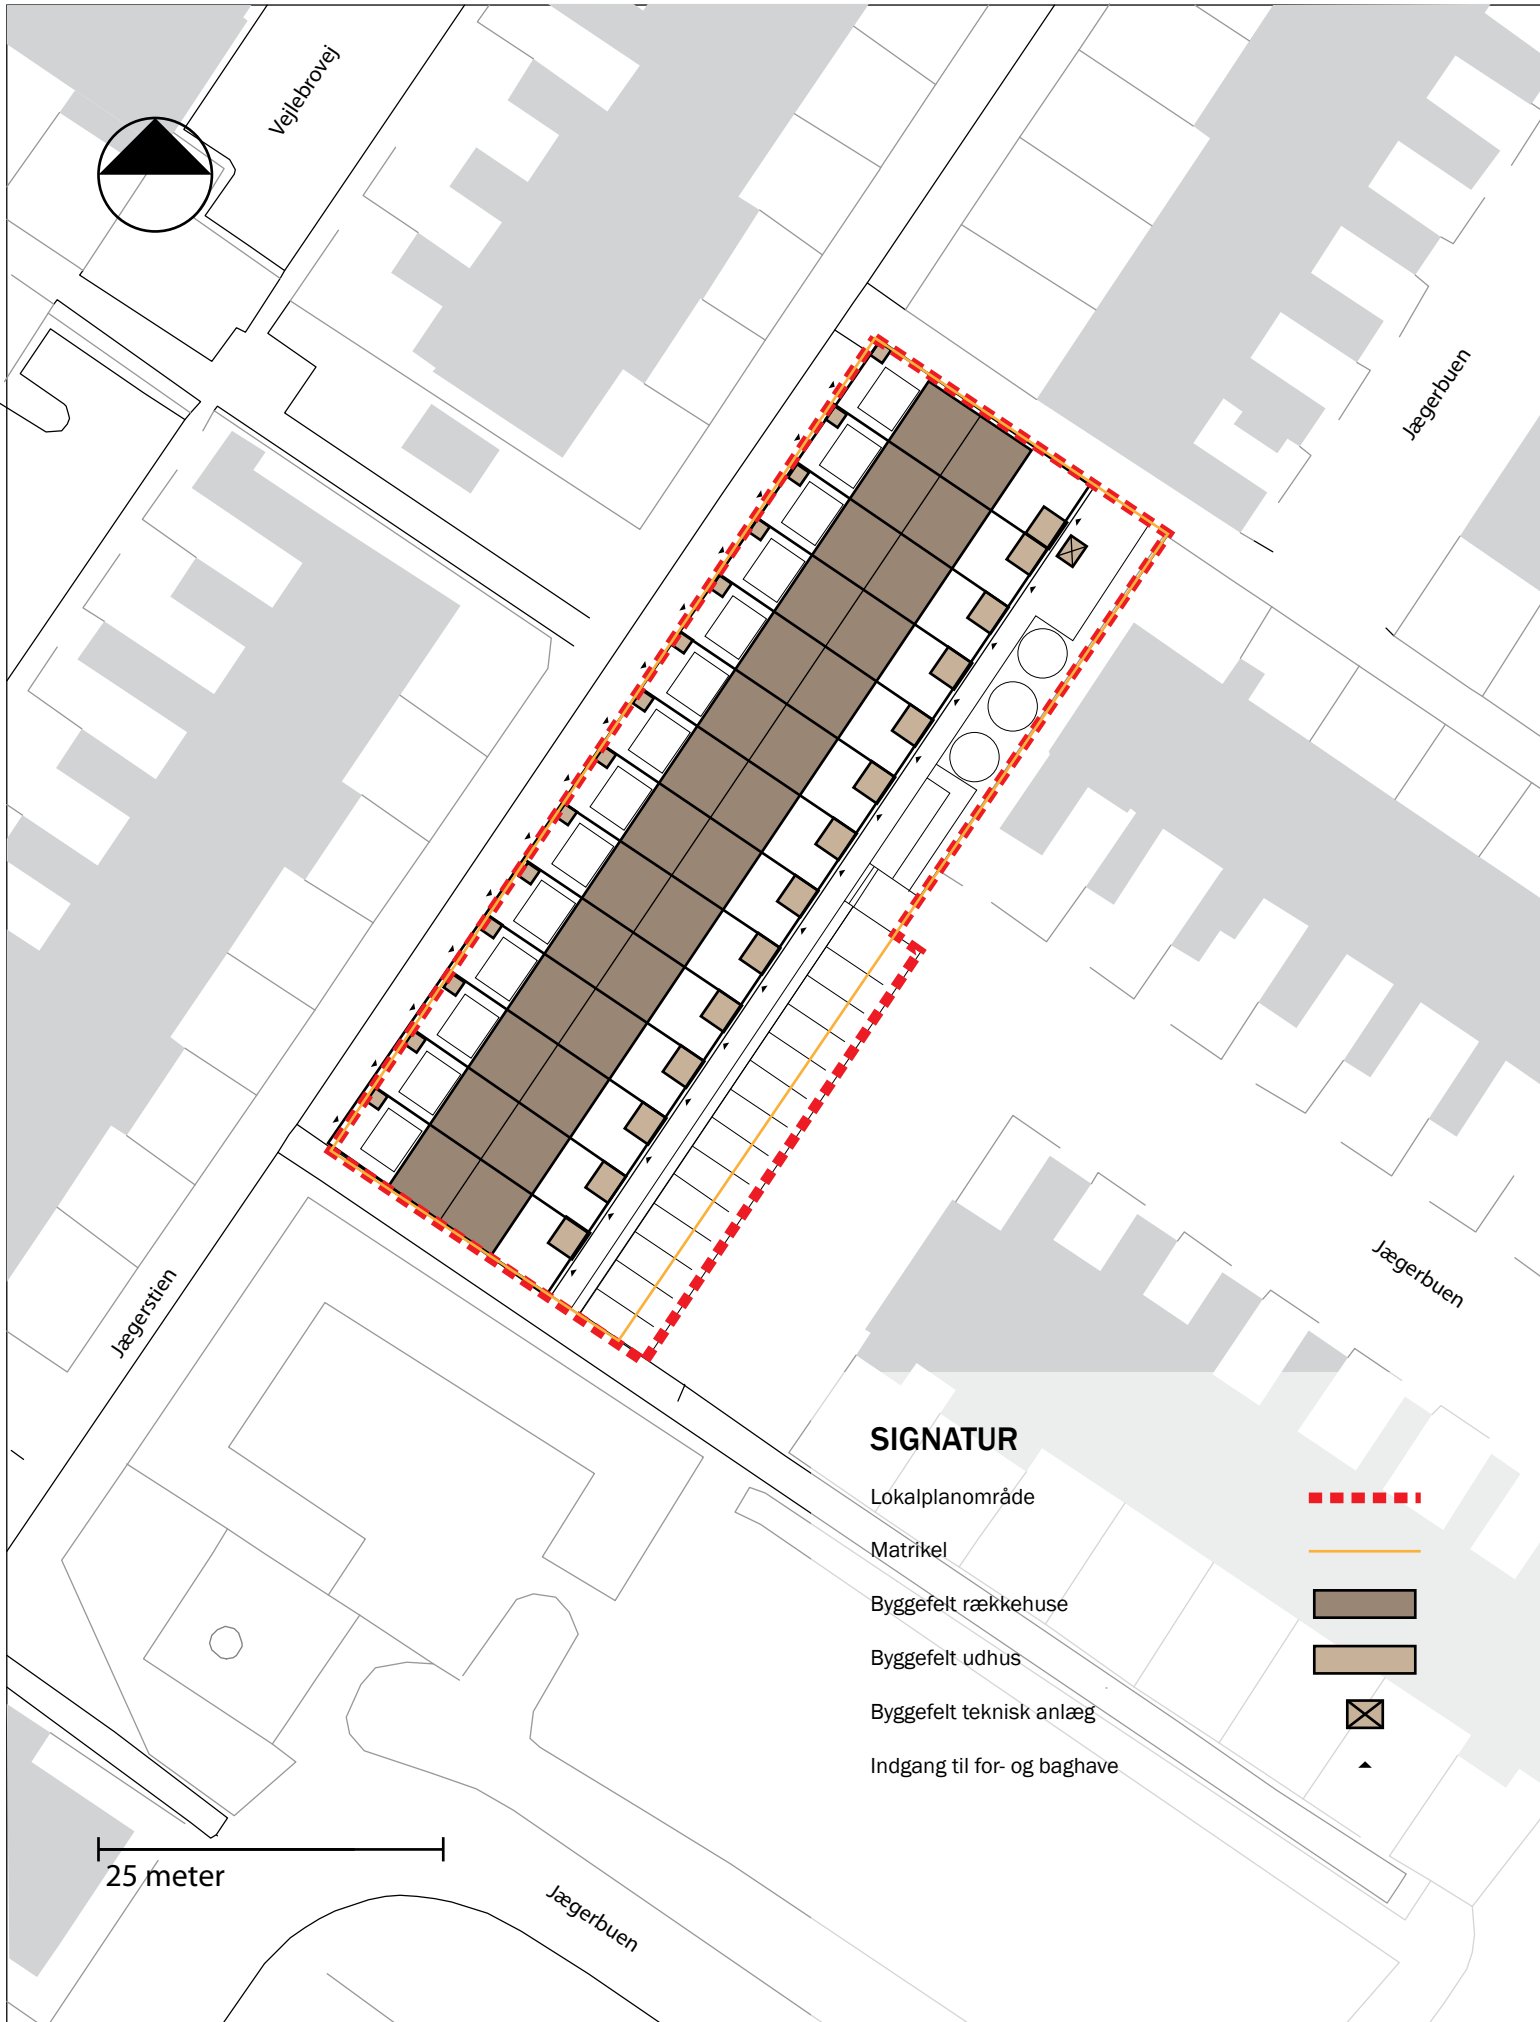 Vejlebrovej
Jægerbuen
Jægerbuen
Jægerstien
SIGNATUR
Lokalplanområde
Matrikel
Byggefelt rækkehuse
Byggefelt udhus
Byggefelt teknisk anlæg
Indgang til for- og baghave
25 meter
Jægerbuen